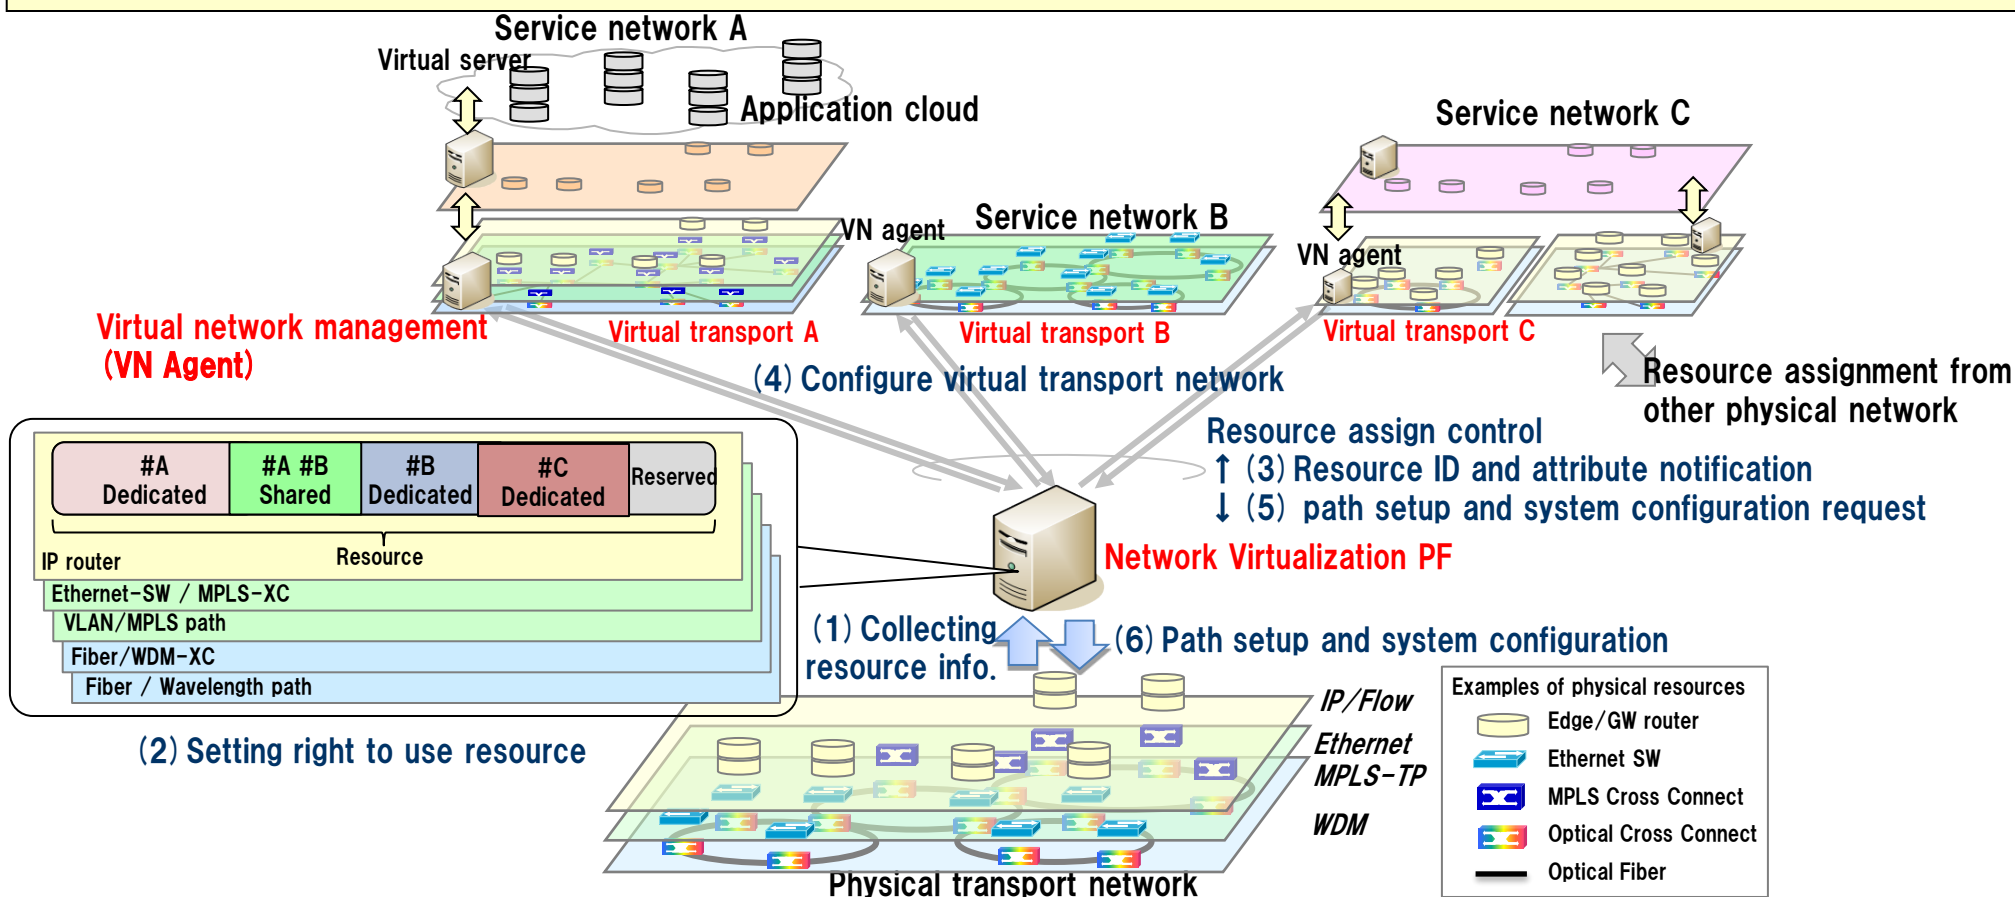 Service network A
Virtual server
Application cloud
Service network C
Service network B
VN agent
VN agent
Virtual network management
(VN Agent)
Virtual transport A
Virtual transport B
Virtual transport C
(4) Configure virtual transport network
Resource assignment from
other physical network
Resource assign control
↑ (3) Resource ID and attribute notification
↓ (5) path setup and system configuration request
#A
Dedicated
#A #B
Shared
#B
Dedicated
#C
Dedicated
Reserved
Resource
IP router
Ethernet-SW / MPLS-XC
VLAN/MPLS path
Fiber/WDM-XC
Fiber / Wavelength path
Network Virtualization PF
(1) Collecting
resource info.
(6) Path setup and system configuration
(2) Setting right to use resource
IP/Flow
Ethernet
MPLS-TP
WDM
Physical transport network
Examples of physical resources
Edge/GW router
Ethernet SW
MPLS Cross Connect
Optical Cross Connect
Optical Fiber